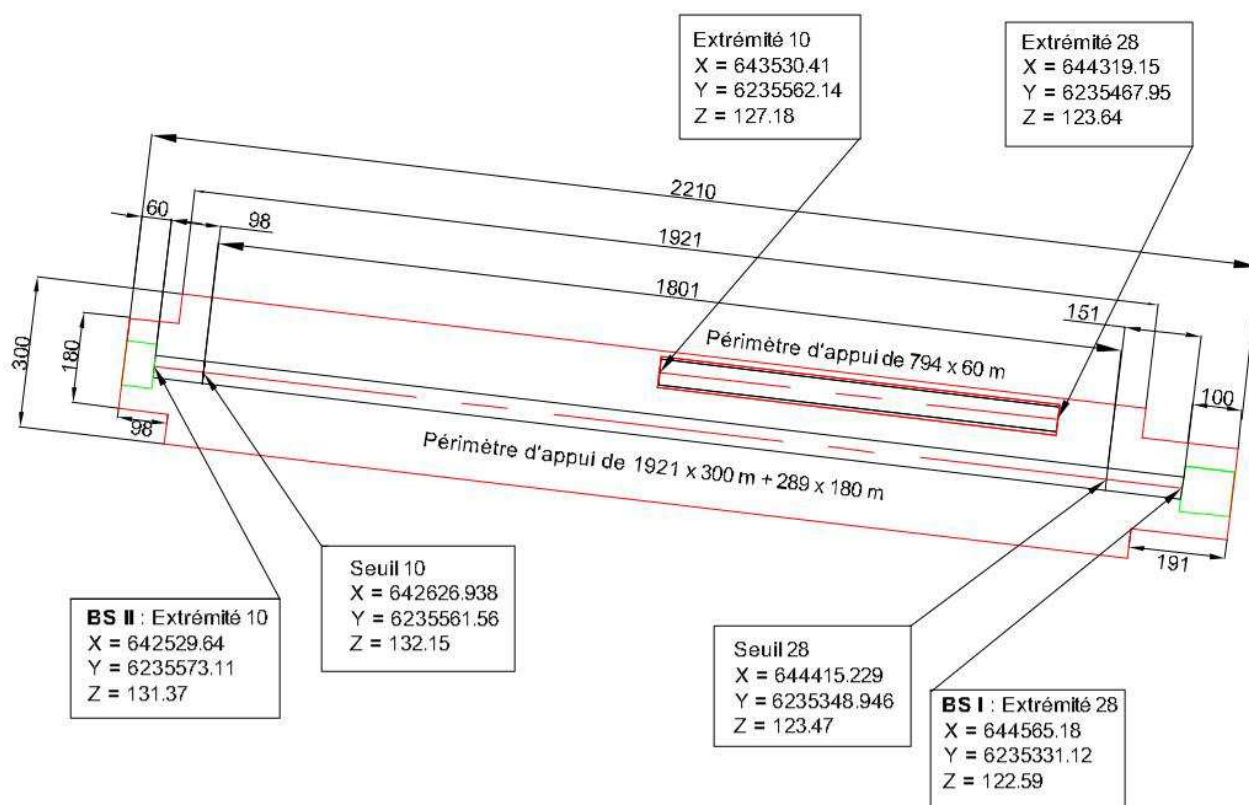 Extrémité 10
X = 643530.41
Y = 6235562.14
Z = 127.18
Extrémité 28
X = 644319.15
Y = 6235467.95
Z = 123.64
2210
60
98
1921
1801
151
300
180
98
Périmètre d'appui de 794 x 60 m
100
Périmètre d'appui de 1921 x 300 m + 289 x 180 m
191
BS II : Extrémité 10
X = 642529.64
Y = 6235573.11
Z = 131.37
Seuil 10
X = 642626.938
Y = 6235561.56
Z = 132.15
Seuil 28
X = 644415.229
Y = 6235348.946
Z = 123.47
BS I : Extrémité 28
X = 644565.18
Y = 6235331.12
Z = 122.59